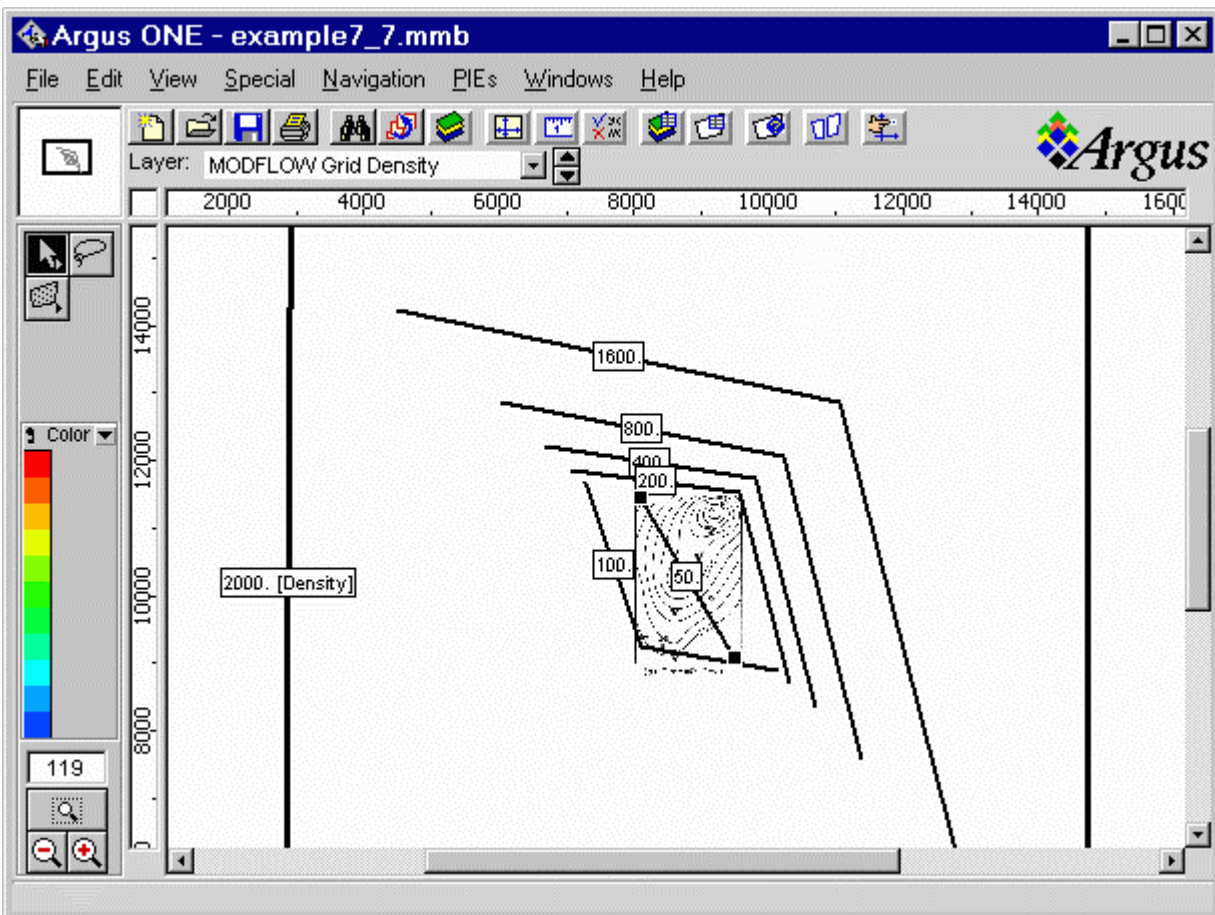 Argus ONE - example7_7.mmb
File Edit View Special Navigation PIEs Windows Help
Layer: MODFLOW Grid Density
Argus
2000 4000 6000 8000 10000 12000 14000
14000
12000
10000
8000
1600.
800.
400.
200.
100.
50.
2000. [Density]
Color
119